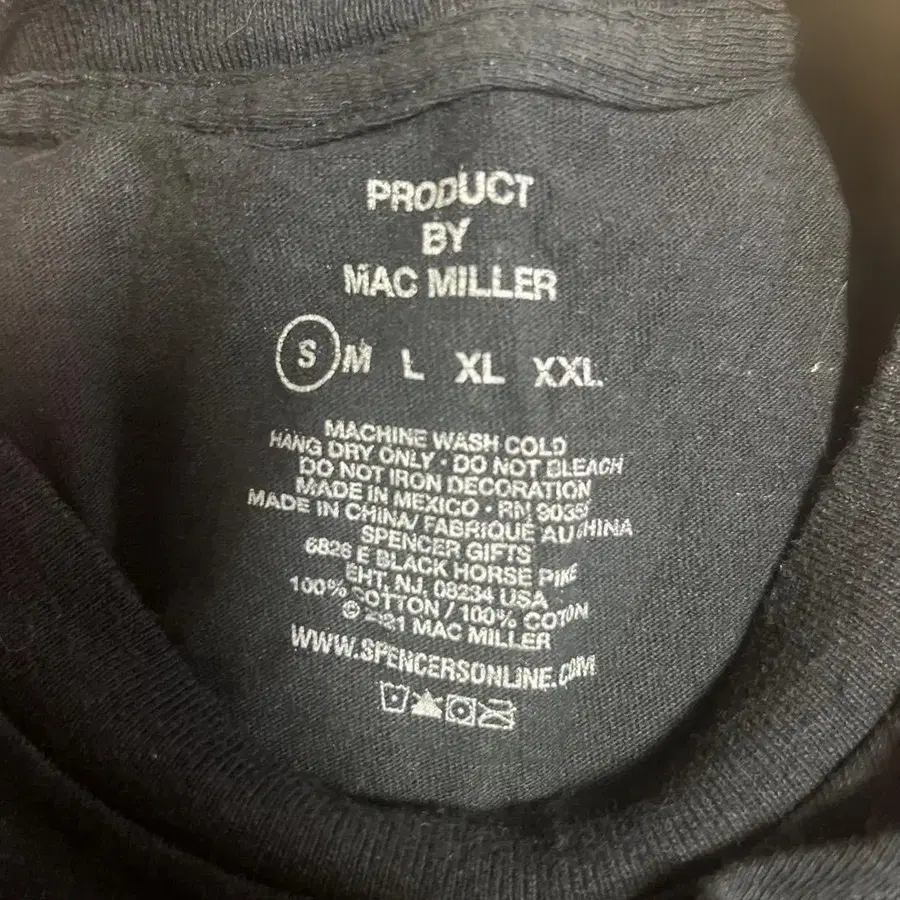 PRODUCT
BY
MAC MILLER
S M L XL XXL
MACHINE WASH COLD
HANG DRY ONLY • DO NOT BLEACH
DO NOT IRON DECORATION
MADE IN MEXICO • RN
MADE IN CHINA/ FABRIQUE AU CHINA
SPENCER GIFTS
6826 E BLACK HORSE PIKE
EHT, NJ, 08234 USA
100% COTTON / 100% COTON
© MAC MILLER
WWW.SPENCERSONLINE.COM